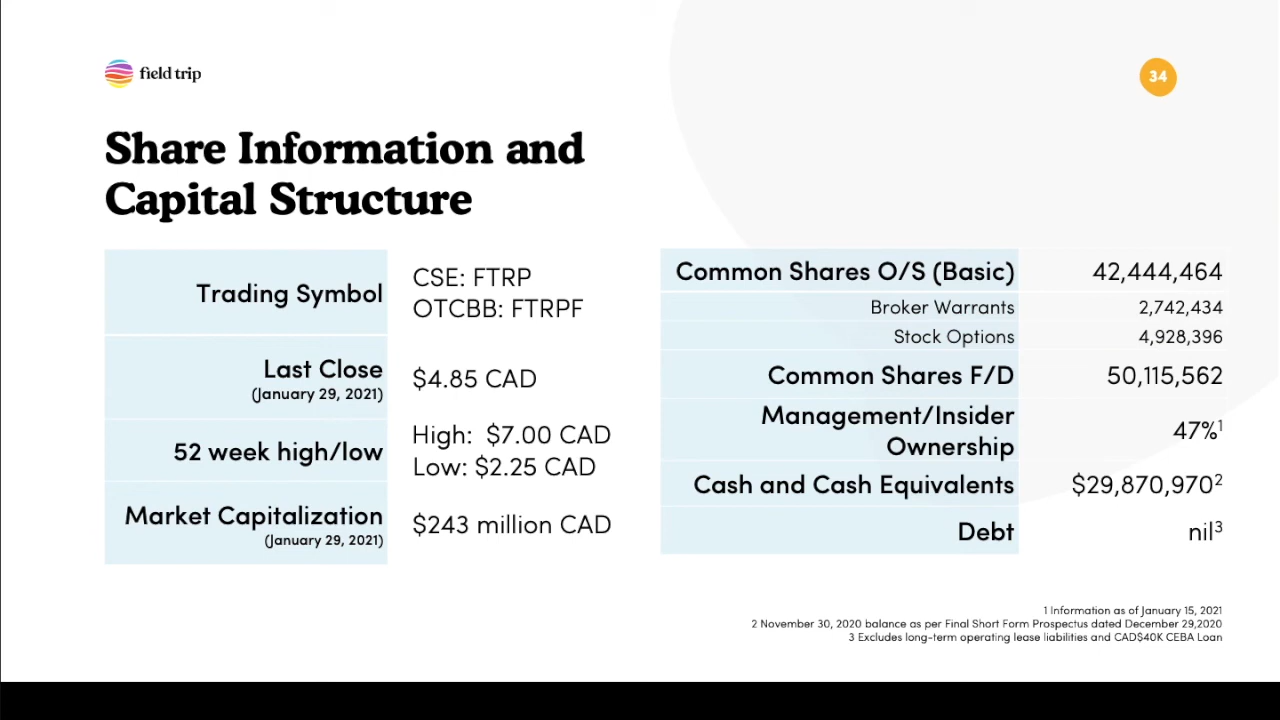 field trip
34
Share Information and
Capital Structure
Trading Symbol
CSE: FTRP
OTCBB: FTRPF
Last Close
(January 29, 2021)
$4.85 CAD
52 week high/low
High: $7.00 CAD
Low: $2.25 CAD
Market Capitalization
(January 29, 2021)
$243 million CAD
Common Shares O/S (Basic) 42,444,464
Broker Warrants 2,742,434
Stock Options 4,928,396
Common Shares F/D 50,115,562
Management/Insider
Ownership
47%¹
Cash and Cash Equivalents $29,870,970²
Debt nil³
1 Information as of January 15, 2021
2 November 30, 2020 balance as per Final Short Form Prospectus dated December 29,2020
3 Excludes long-term operating lease liabilities and CAD$40K CEBA Loan